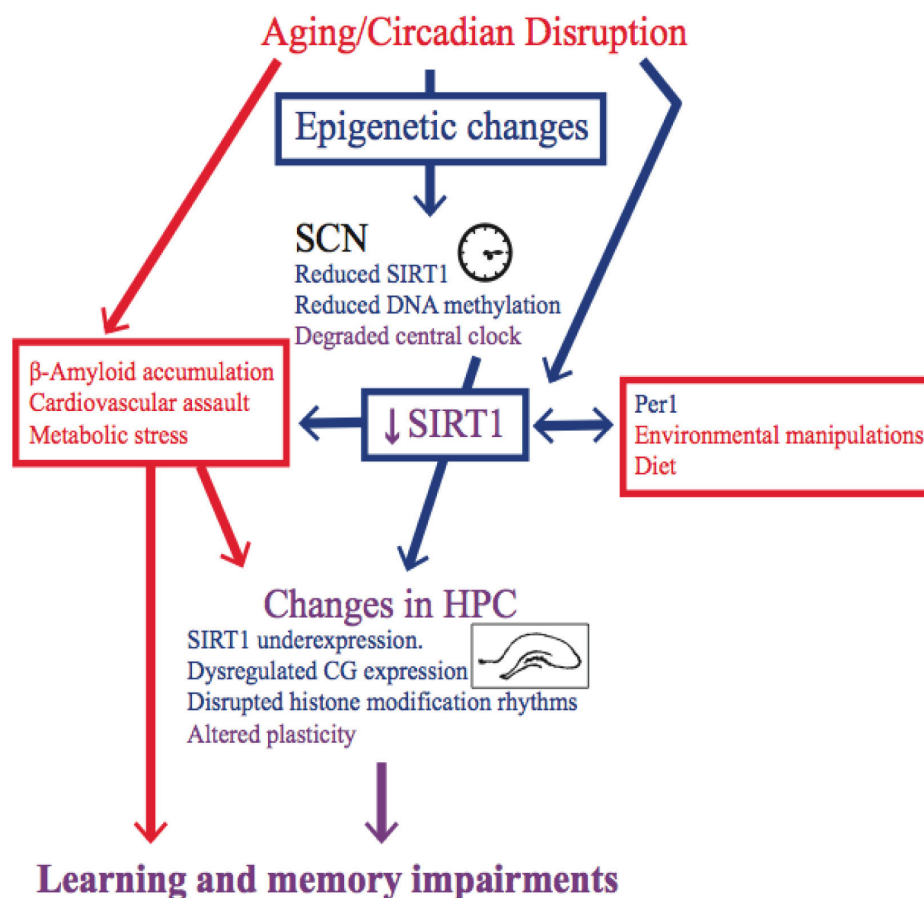 Aging/Circadian Disruption
Epigenetic changes
SCN
Reduced SIRT1
Reduced DNA methylation
Degraded central clock
β-Amyloid accumulation
Cardiovascular assault
Metabolic stress
↓ SIRT1
Per1
Environmental manipulations
Diet
Changes in HPC
SIRT1 underexpression.
Dysregulated CG expression
Disrupted histone modification rhythms
Altered plasticity
Learning and memory impairments